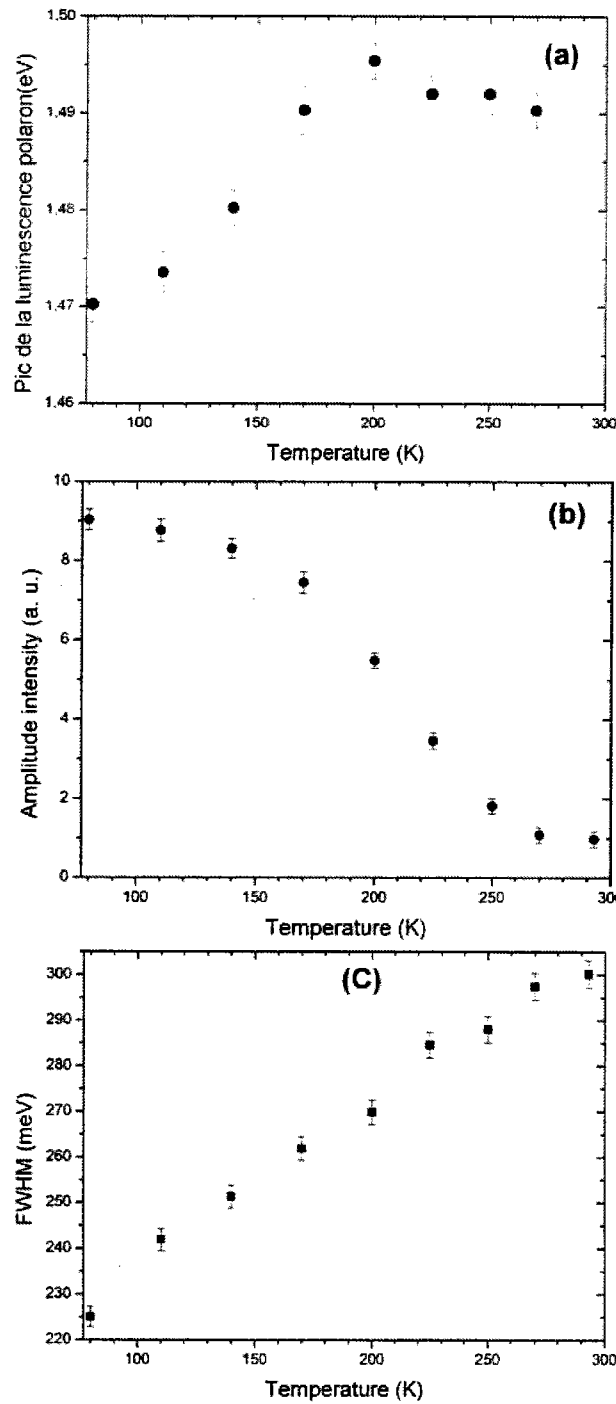 1.50
(a)
1.49
1.48
1.47
1.46
Pic de la luminescence polaron(eV)
100 150 200 250 300
Temperature (K)
10
(b)
8
6
4
2
0
Amplitude intensity (a. u.)
100 150 200 250 300
Temperature (K)
(C)
300
290
280
270
260
250
240
230
220
FWHM (meV)
100 150 200 250 300
Temperature (K)